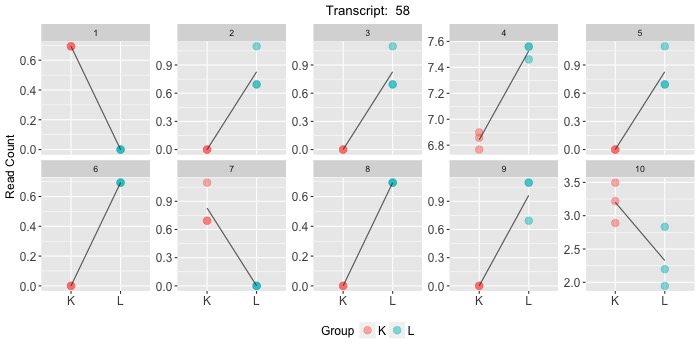 Transcript: 58
1 2 3 4 5
0.6 0.4 0.2 0.0
0.9 0.6 0.3 0.0
0.9 0.6 0.3 0.0
7.6 7.4 7.2 7.0 6.8
0.9 0.6 0.3 0.0
Read Count
6 7 8 9 10
0.6 0.4 0.2 0.0
0.9 0.6 0.3 0.0
0.6 0.4 0.2 0.0
0.9 0.6 0.3 0.0
3.5 3.0 2.5 2.0
K L K L K L K L K L
Group K L